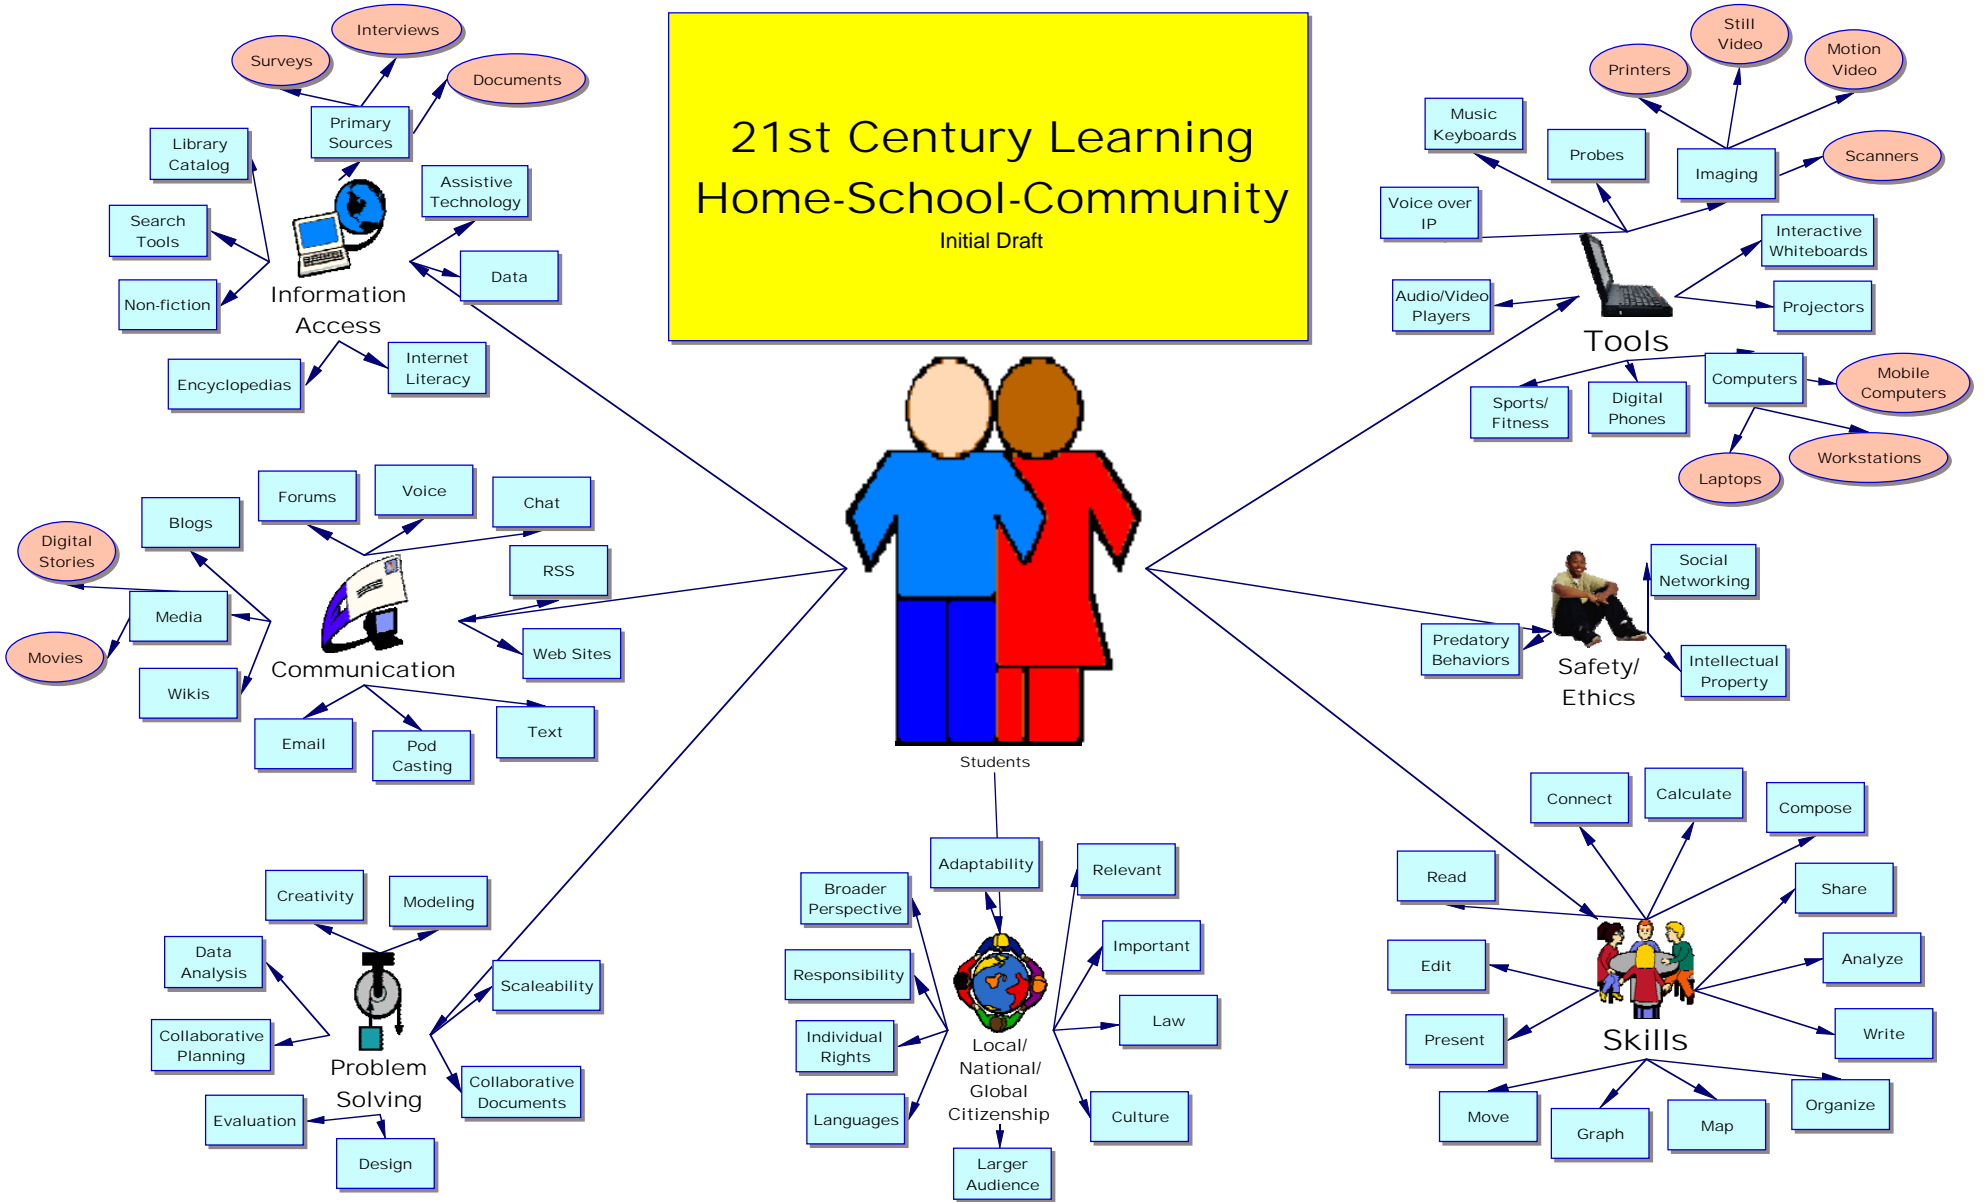 21st Century Learning
Home-School-Community
Initial Draft
Interviews
Surveys
Documents
Primary
Sources
Library
Catalog
Assistive
Technology
Search
Tools
Data
Non-fiction
Information
Access
Encyclopedias
Internet
Literacy
Still
Video
Motion
Video
Printers
Music
Keyboards
Probes
Scanners
Imaging
Voice over
IP
Interactive
Whiteboards
Audio/Video
Players
Projectors
Tools
Computers
Mobile
Computers
Sports/
Fitness
Digital
Phones
Workstations
Laptops
Forums
Voice
Chat
Blogs
Digital
Stories
RSS
Media
Movies
Web Sites
Communication
Wikis
Email
Pod
Casting
Text
Social
Networking
Predatory
Behaviors
Safety/
Ethics
Intellectual
Property
Students
Creativity
Modeling
Data
Analysis
Scaleability
Collaborative
Planning
Problem
Solving
Collaborative
Documents
Evaluation
Design
Adaptability
Relevant
Broader
Perspective
Important
Responsibility
Individual
Rights
Law
Local/
National/
Global
Citizenship
Languages
Culture
Larger
Audience
Connect
Calculate
Compose
Read
Share
Edit
Analyze
Present
Skills
Write
Move
Graph
Map
Organize